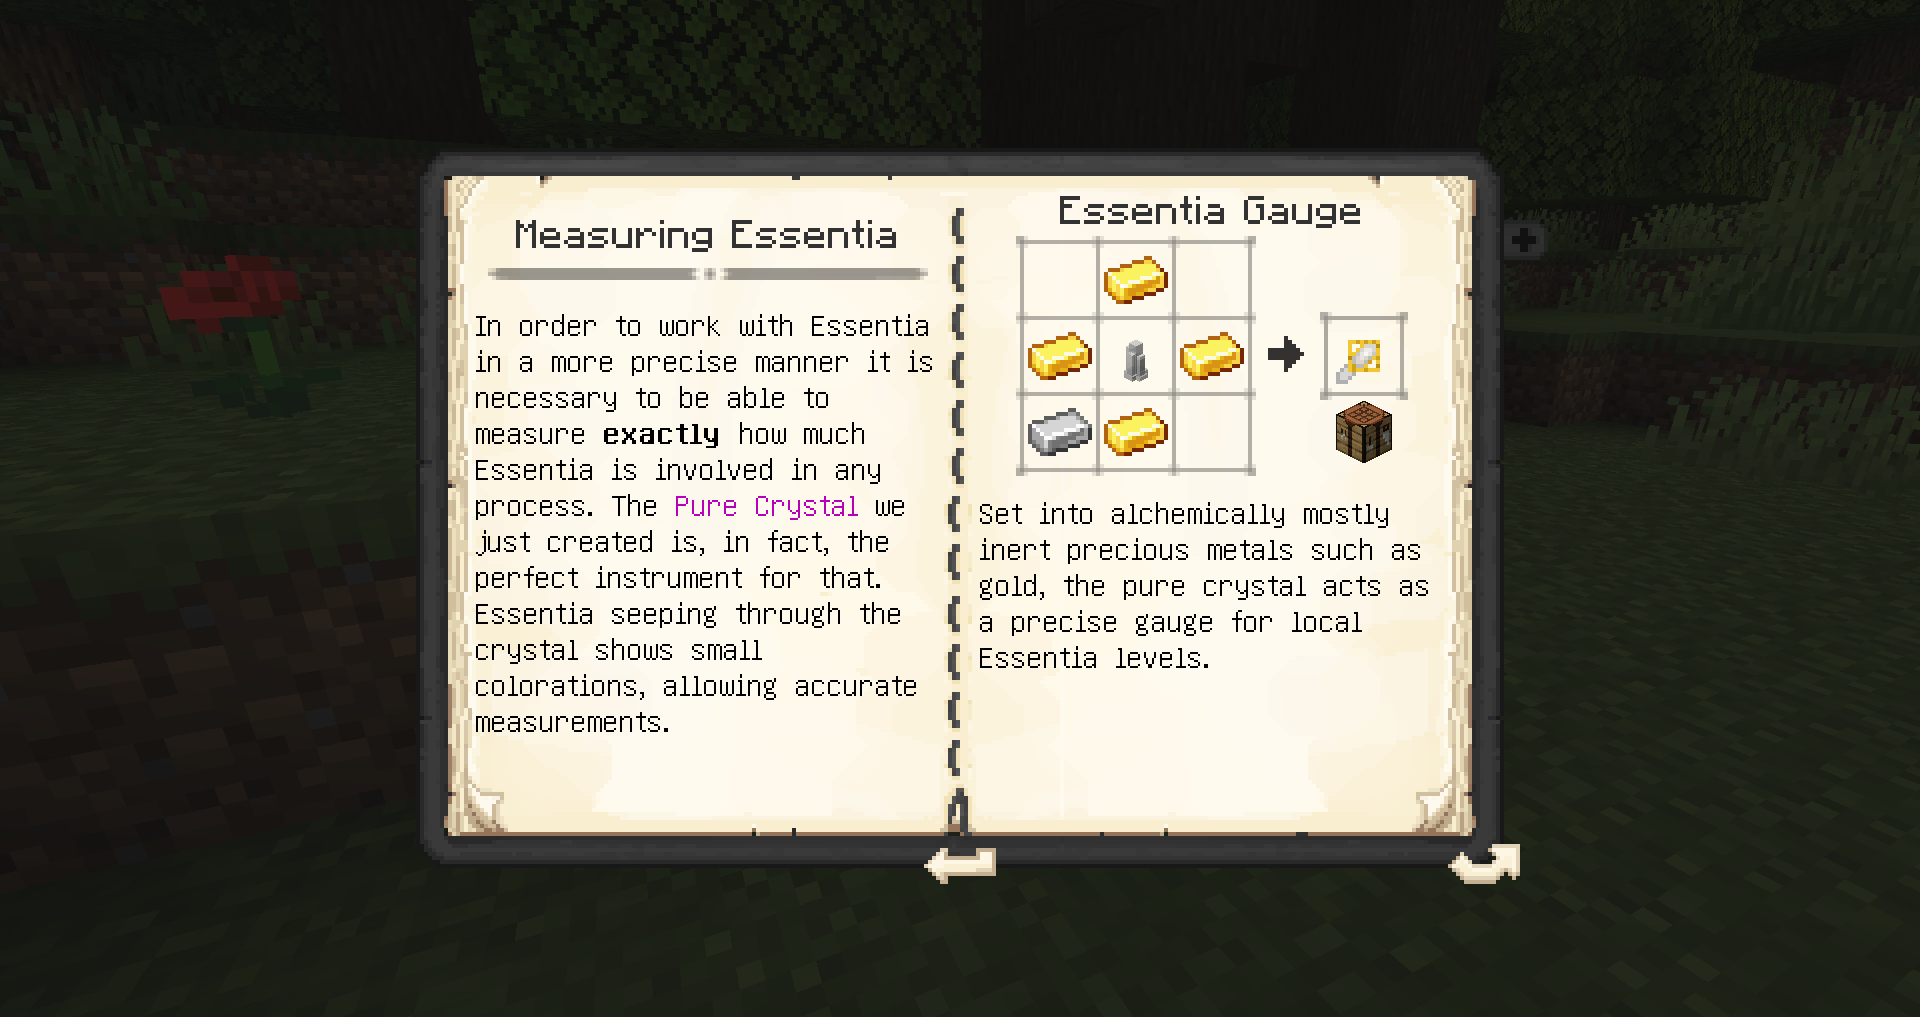 Measuring Essentia
In order to work with Essentia
in a more precise manner it is
necessary to be able to
measure exactly how much
Essentia is involved in any
process. The Pure Crystal we
just created is, in fact, the
perfect instrument for that.
Essentia seeping through the
crystal shows small
colorations, allowing accurate
measurements.
Essentia Gauge
Set into alchemically mostly
inert precious metals such as
gold, the pure crystal acts as
a precise gauge for local
Essentia levels.